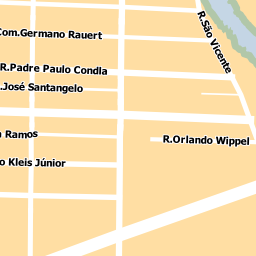 Com.Germano Rauert
R.São Vicente
R.Padre Paulo Condla
.José Santangelo
Ramos
R.Orlando Wippel
o Kleis Júnior